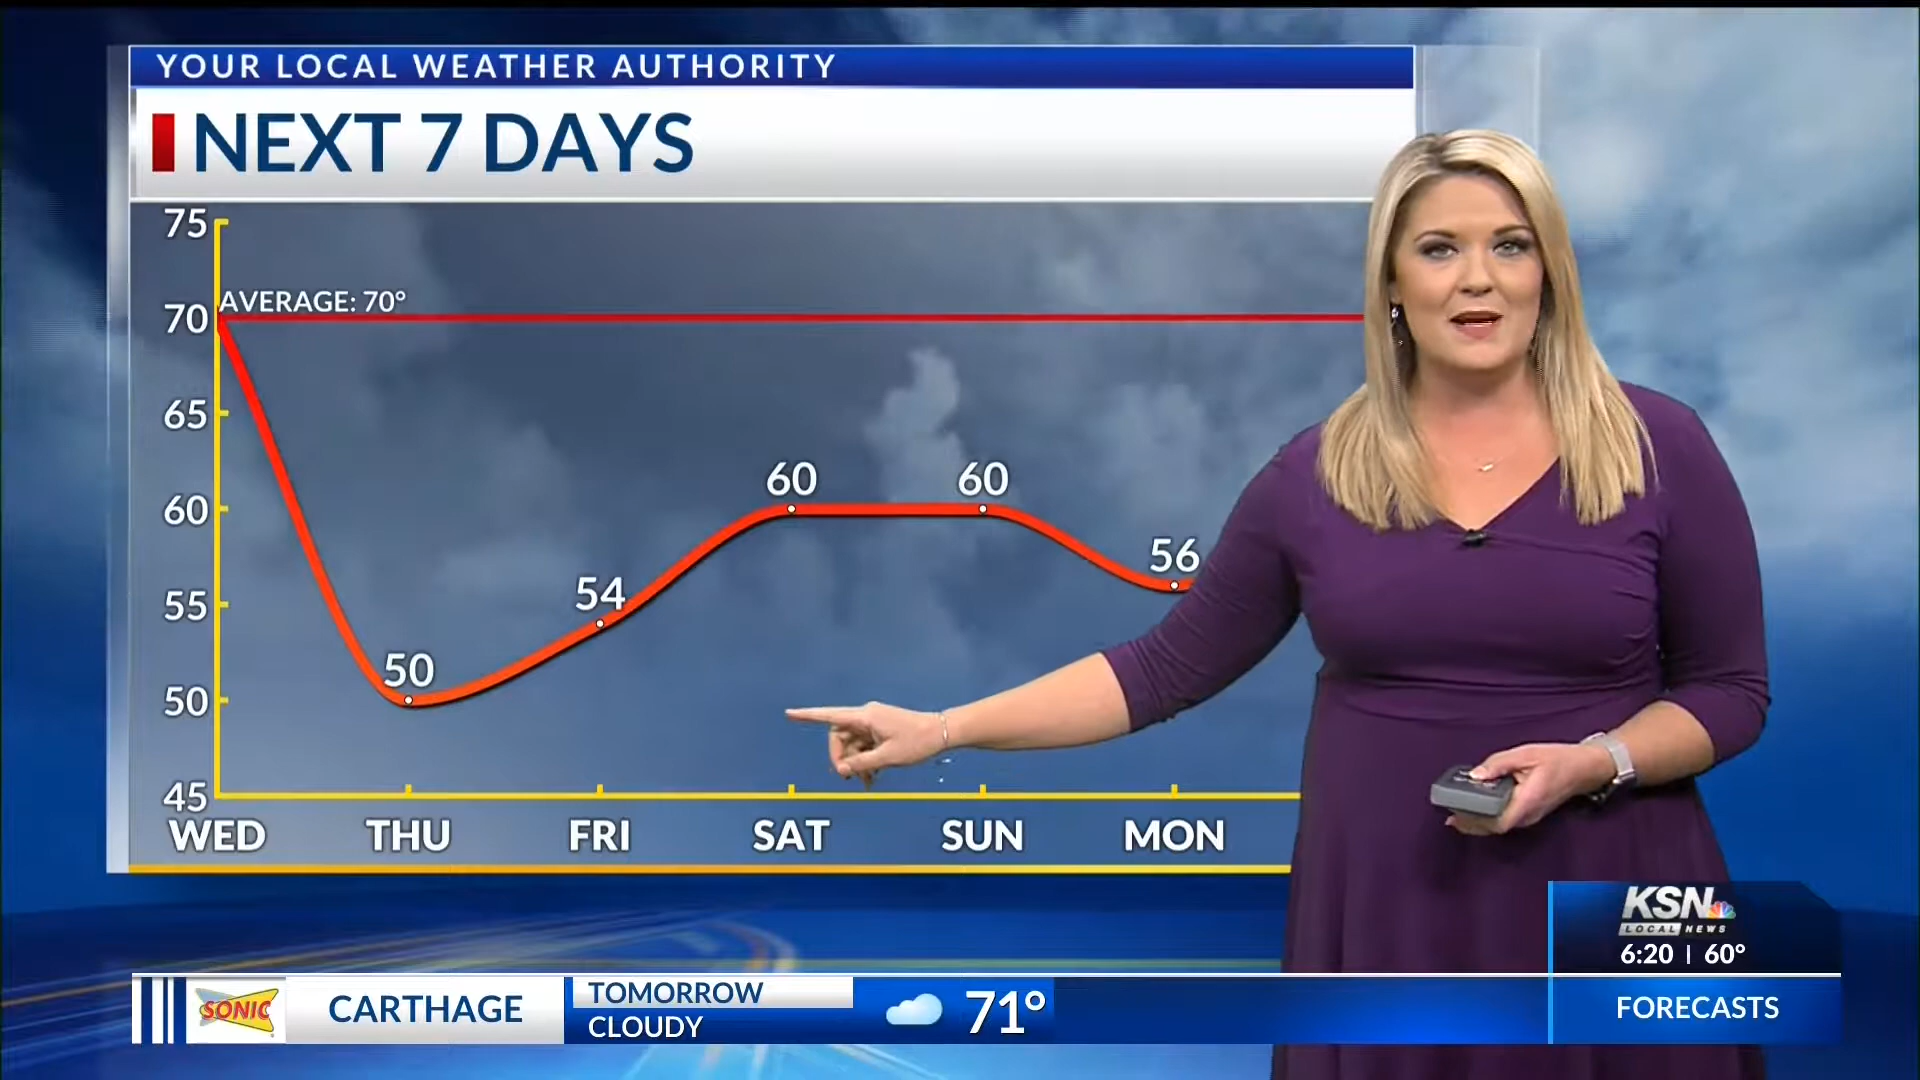 YOUR LOCAL WEATHER AUTHORITY
NEXT 7 DAYS
75
AVERAGE: 70°
70
65
60
60
60
56
55
54
50
50
45
WED THU FRI SAT SUN MON
KSN
LOCAL NEWS
6:20 | 60°
SONIC
CARTHAGE
TOMORROW
CLOUDY
71°
FORECASTS